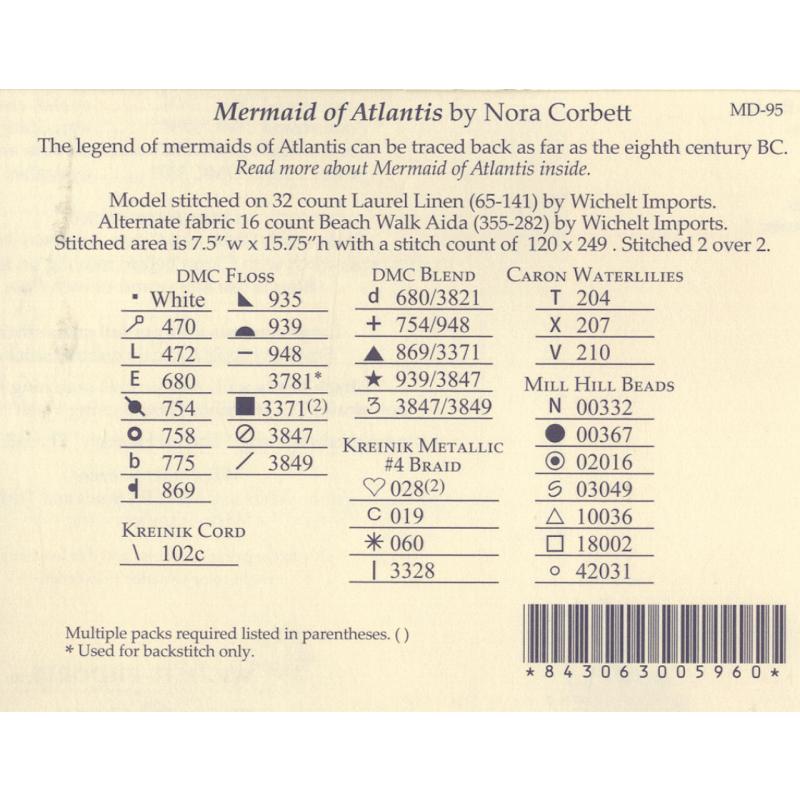 Mermaid of Atlantis by Nora Corbett MD-95
The legend of mermaids of Atlantis can be traced back as far as the eighth century BC.
Read more about Mermaid of Atlantis inside.
Model stitched on 32 count Laurel Linen (65-141) by Wichelt Imports.
Alternate fabric 16 count Beach Walk Aida (355-282) by Wichelt Imports.
Stitched area is 7.5”w x 15.75”h with a stitch count of 120 x 249 . Stitched 2 over 2.
DMC Floss
▪ White
470
L 472
E 680
754
758
b 775
869
935
939
— 948
3781*
■ 3371(2)
⊘ 3847
/ 3849
Kreinik Cord
\ 102c
DMC Blend
d 680/3821
+ 754/948
▲ 869/3371
★ 939/3847
3 3847/3849
Kreinik Metallic
#4 Braid
♡ 028(2)
C 019
✳ 060
| 3328
Caron Waterlilies
T 204
X 207
V 210
Mill Hill Beads
N 00332
● 00367
◉ 02016
S 03049
△ 10036
□ 18002
○ 42031
Multiple packs required listed in parentheses. ( )
* Used for backstitch only.
*843063005960*